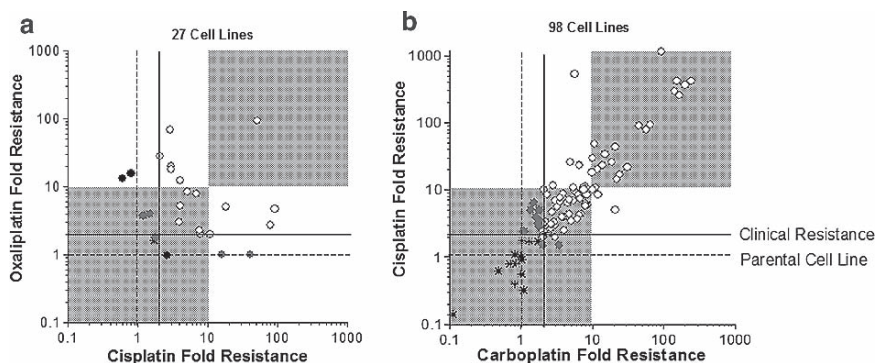 a
27 Cell Lines
Oxaliplatin Fold Resistance
1000
100
10
1
0.1
0.1 1 10 100 1000
Cisplatin Fold Resistance
b
98 Cell Lines
Cisplatin Fold Resistance
1000
100
10
1
0.1
0.1 1 10 100 1000
Carboplatin Fold Resistance
Clinical Resistance
Parental Cell Line